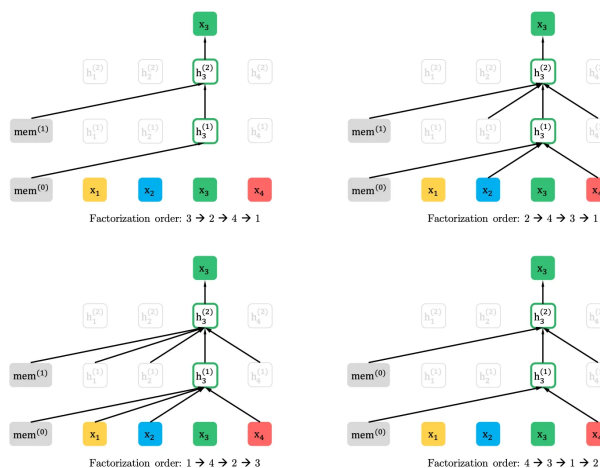 x₃
h₁⁽²⁾ h₂⁽²⁾ h₃⁽²⁾ h₄⁽²⁾
mem⁽¹⁾ h₁⁽¹⁾ h₂⁽¹⁾ h₃⁽¹⁾ h₄⁽¹⁾
mem⁽⁰⁾ x₁ x₂ x₃ x₄
Factorization order: 3 → 2 → 4 → 1
x₃
h₁⁽²⁾ h₂⁽²⁾ h₃⁽²⁾
mem⁽¹⁾ h₁⁽¹⁾ h₂⁽¹⁾ h₃⁽¹⁾
mem⁽⁰⁾ x₁ x₂ x₃
Factorization order: 2 → 4 → 3 → 1
x₃
h₁⁽²⁾ h₂⁽²⁾ h₃⁽²⁾ h₄⁽²⁾
mem⁽¹⁾ h₁⁽¹⁾ h₂⁽¹⁾ h₃⁽¹⁾ h₄⁽¹⁾
mem⁽⁰⁾ x₁ x₂ x₃ x₄
Factorization order: 1 → 4 → 2 → 3
x₃
h₁⁽²⁾ h₂⁽²⁾ h₃⁽²⁾
mem⁽⁰⁾ h₁⁽¹⁾ h₂⁽¹⁾ h₃⁽¹⁾
mem⁽⁰⁾ x₁ x₂ x₃
Factorization order: 4 → 3 → 1 → 2